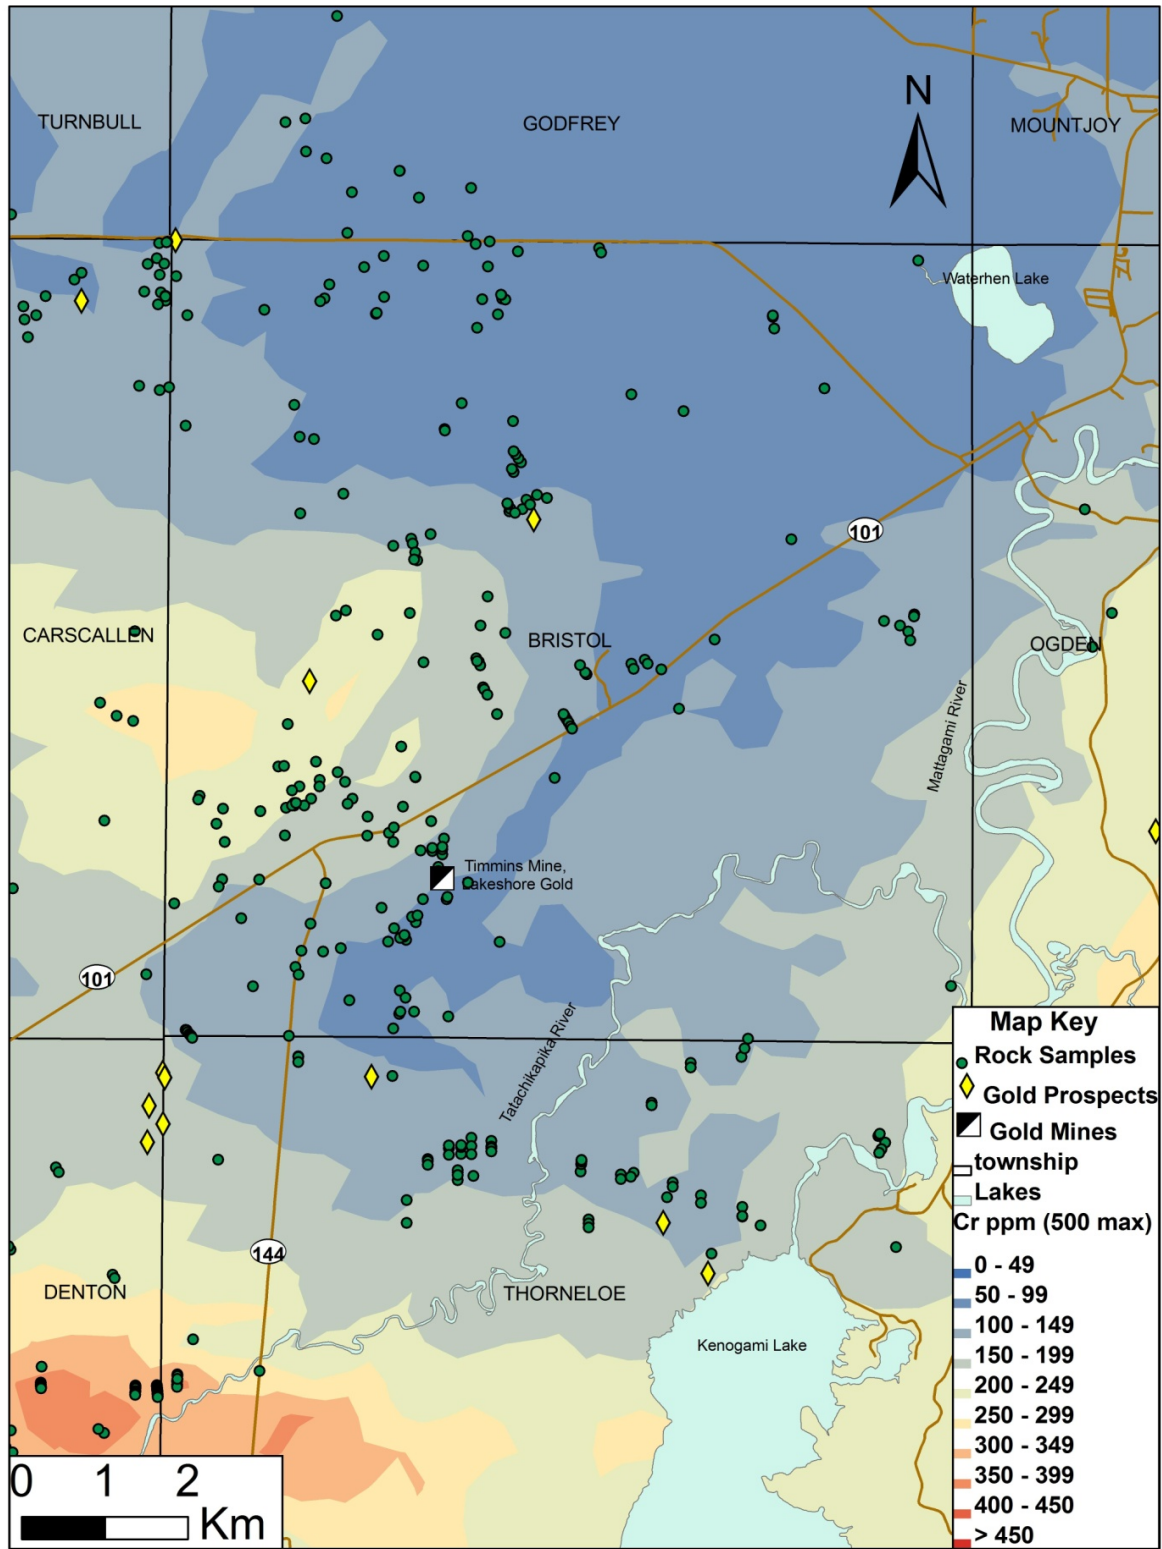 N
TURNBULL
GODFREY
MOUNTJOY
Waterhen Lake
101
CARSCALLEN
BRISTOL
OGDEN
Mattagami River
Timmins Mine,
Lakeshore Gold
101
Tatachikapika River
144
DENTON
THORNELOE
Kenogami Lake
Map Key
Rock Samples
Gold Prospects
Gold Mines
township
Lakes
Cr ppm (500 max)
0 - 49
50 - 99
100 - 149
150 - 199
200 - 249
250 - 299
300 - 349
350 - 399
400 - 450
> 450
0 1 2
Km